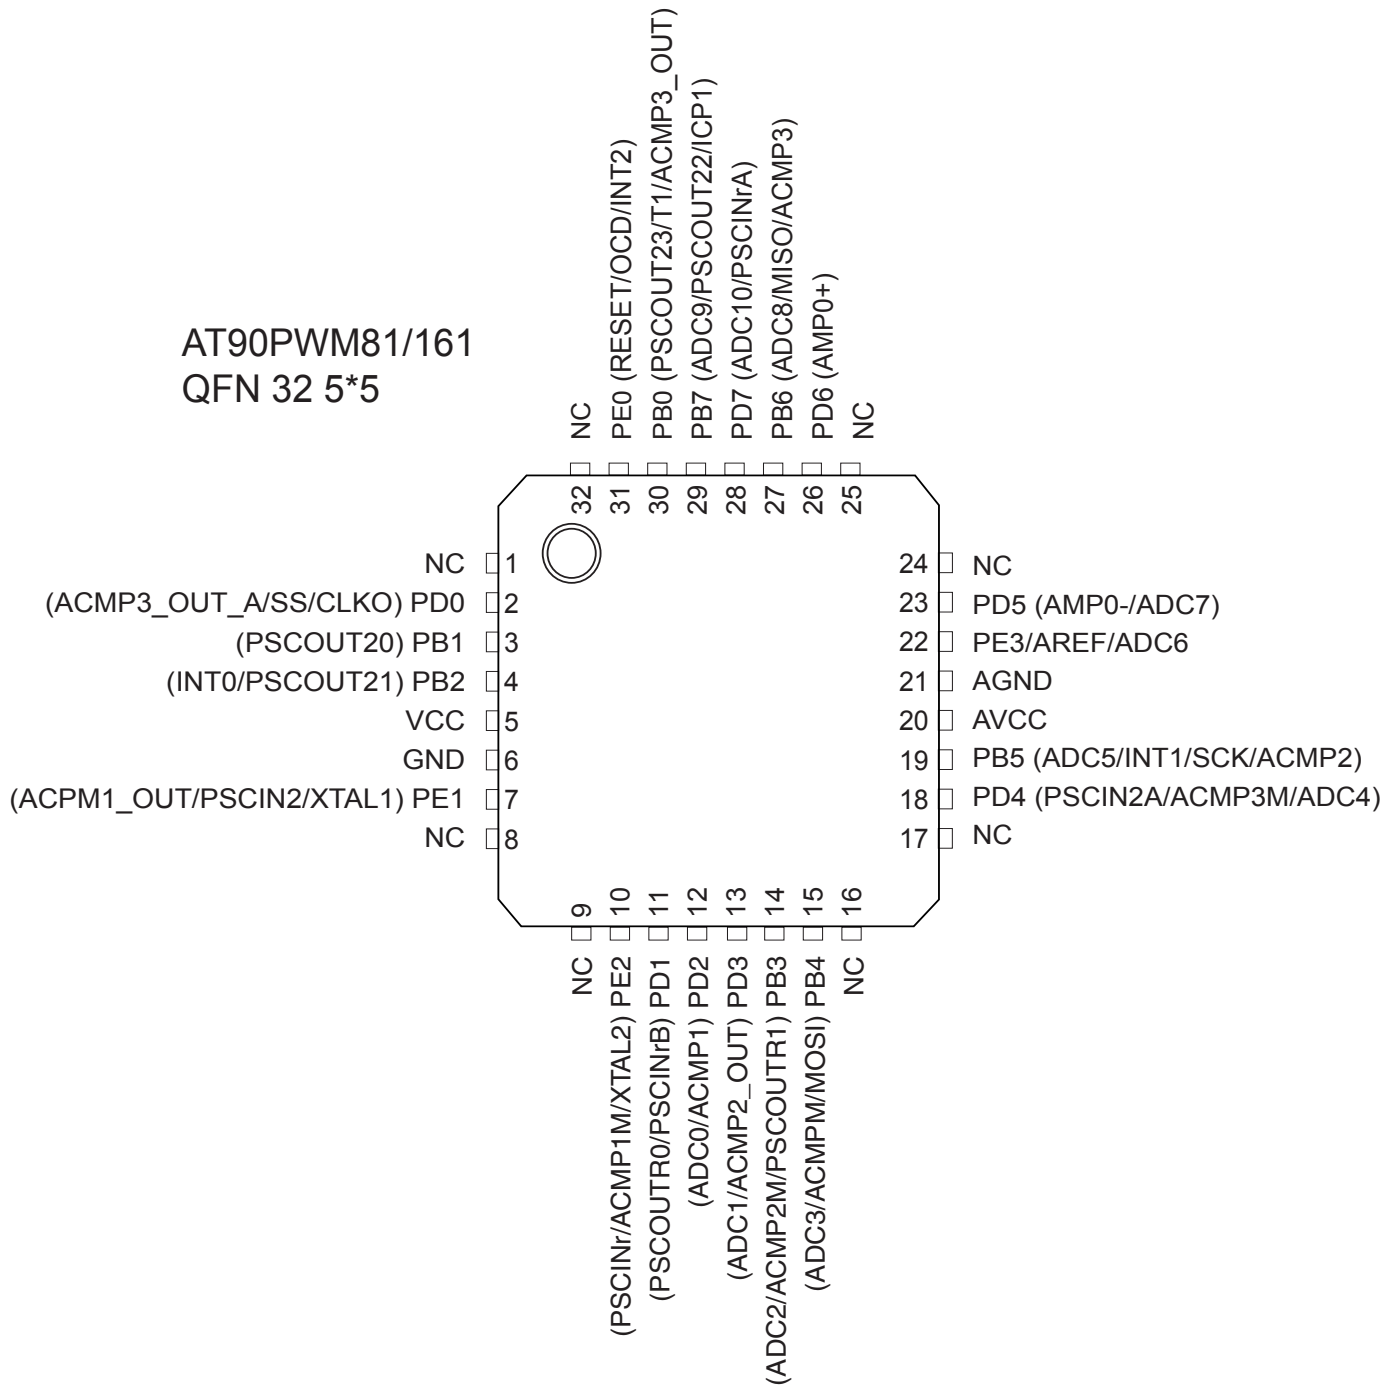 AT90PWM81/161
QFN 32 5*5
NC
PE0 (RESET/OCD/INT2)
PB0 (PSCOUT23/T1/ACMP3_OUT)
PB7 (ADC9/PSCOUT22/ICP1)
PD7 (ADC10/PSCINrA)
PB6 (ADC8/MISO/ACMP3)
PD6 (AMP0+)
NC
32
31
30
29
28
27
26
25
NC 1
(ACMP3_OUT_A/SS/CLKO) PD0 2
(PSCOUT20) PB1 3
(INT0/PSCOUT21) PB2 4
VCC 5
GND 6
(ACPM1_OUT/PSCIN2/XTAL1) PE1 7
NC 8
24 NC
23 PD5 (AMP0-/ADC7)
22 PE3/AREF/ADC6
21 AGND
20 AVCC
19 PB5 (ADC5/INT1/SCK/ACMP2)
18 PD4 (PSCIN2A/ACMP3M/ADC4)
17 NC
9
10
11
12
13
14
15
16
NC
(PSCINr/ACMP1M/XTAL2) PE2
(PSCOUTR0/PSCINrB) PD1
(ADC0/ACMP1) PD2
(ADC1/ACMP2_OUT) PD3
(ADC2/ACMP2M/PSCOUTR1) PB3
(ADC3/ACMPM/MOSI) PB4
NC